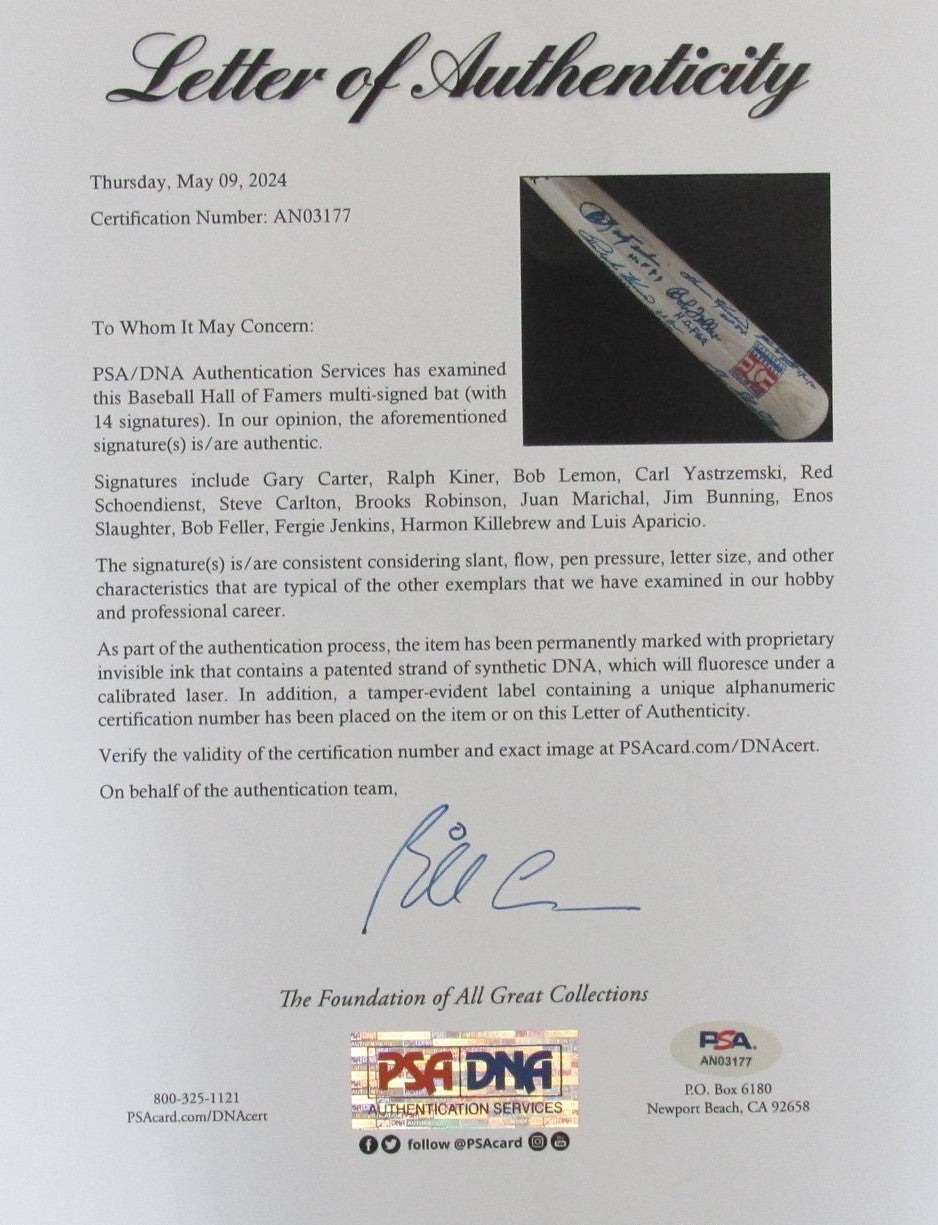 Letter of Authenticity
Thursday, May 09, 2024
Certification Number: AN03177
To Whom It May Concern:
PSA/DNA Authentication Services has examined
this Baseball Hall of Famers multi-signed bat (with
14 signatures). In our opinion, the aforementioned
signature(s) is/are authentic.
Signatures include Gary Carter, Ralph Kiner, Bob Lemon, Carl Yastrzemski, Red
Schoendienst, Steve Carlton, Brooks Robinson, Juan Marichal, Jim Bunning, Enos
Slaughter, Bob Feller, Fergie Jenkins, Harmon Killebrew and Luis Aparicio.
The signature(s) is/are consistent considering slant, flow, pen pressure, letter size, and other
characteristics that are typical of the other exemplars that we have examined in our hobby
and professional career.
As part of the authentication process, the item has been permanently marked with proprietary
invisible ink that contains a patented strand of synthetic DNA, which will fluoresce under a
calibrated laser. In addition, a tamper-evident label containing a unique alphanumeric
certification number has been placed on the item or on this Letter of Authenticity.
Verify the validity of the certification number and exact image at PSAcard.com/DNAcert.
On behalf of the authentication team,
Bill
The Foundation of All Great Collections
800-325-1121
PSAcard.com/DNAcert
PSA DNA
AUTHENTICATION SERVICES
follow @PSAcard
PSA
AN03177
P.O. Box 6180
Newport Beach, CA 92658
Bob Feller